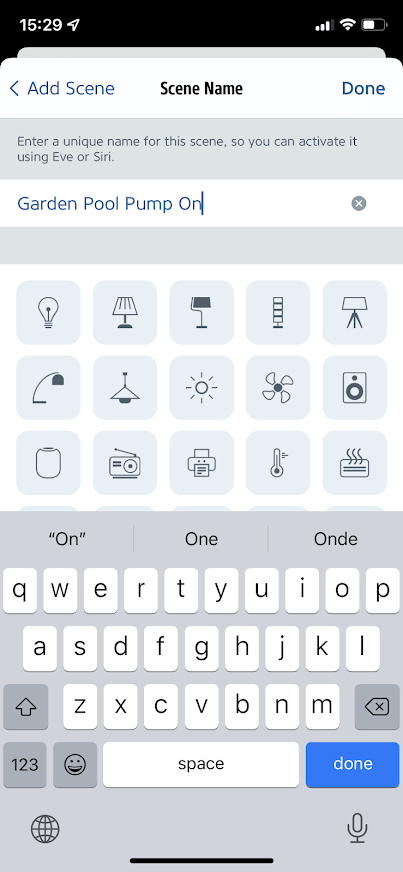 15:29
Add Scene
Scene Name
Done
Enter a unique name for this scene, so you can activate it
using Eve or Siri.
Garden Pool Pump On
“On”
One
Onde
q w e r t y u i o p
a s d f g h j k l
z x c v b n m
123
space
done